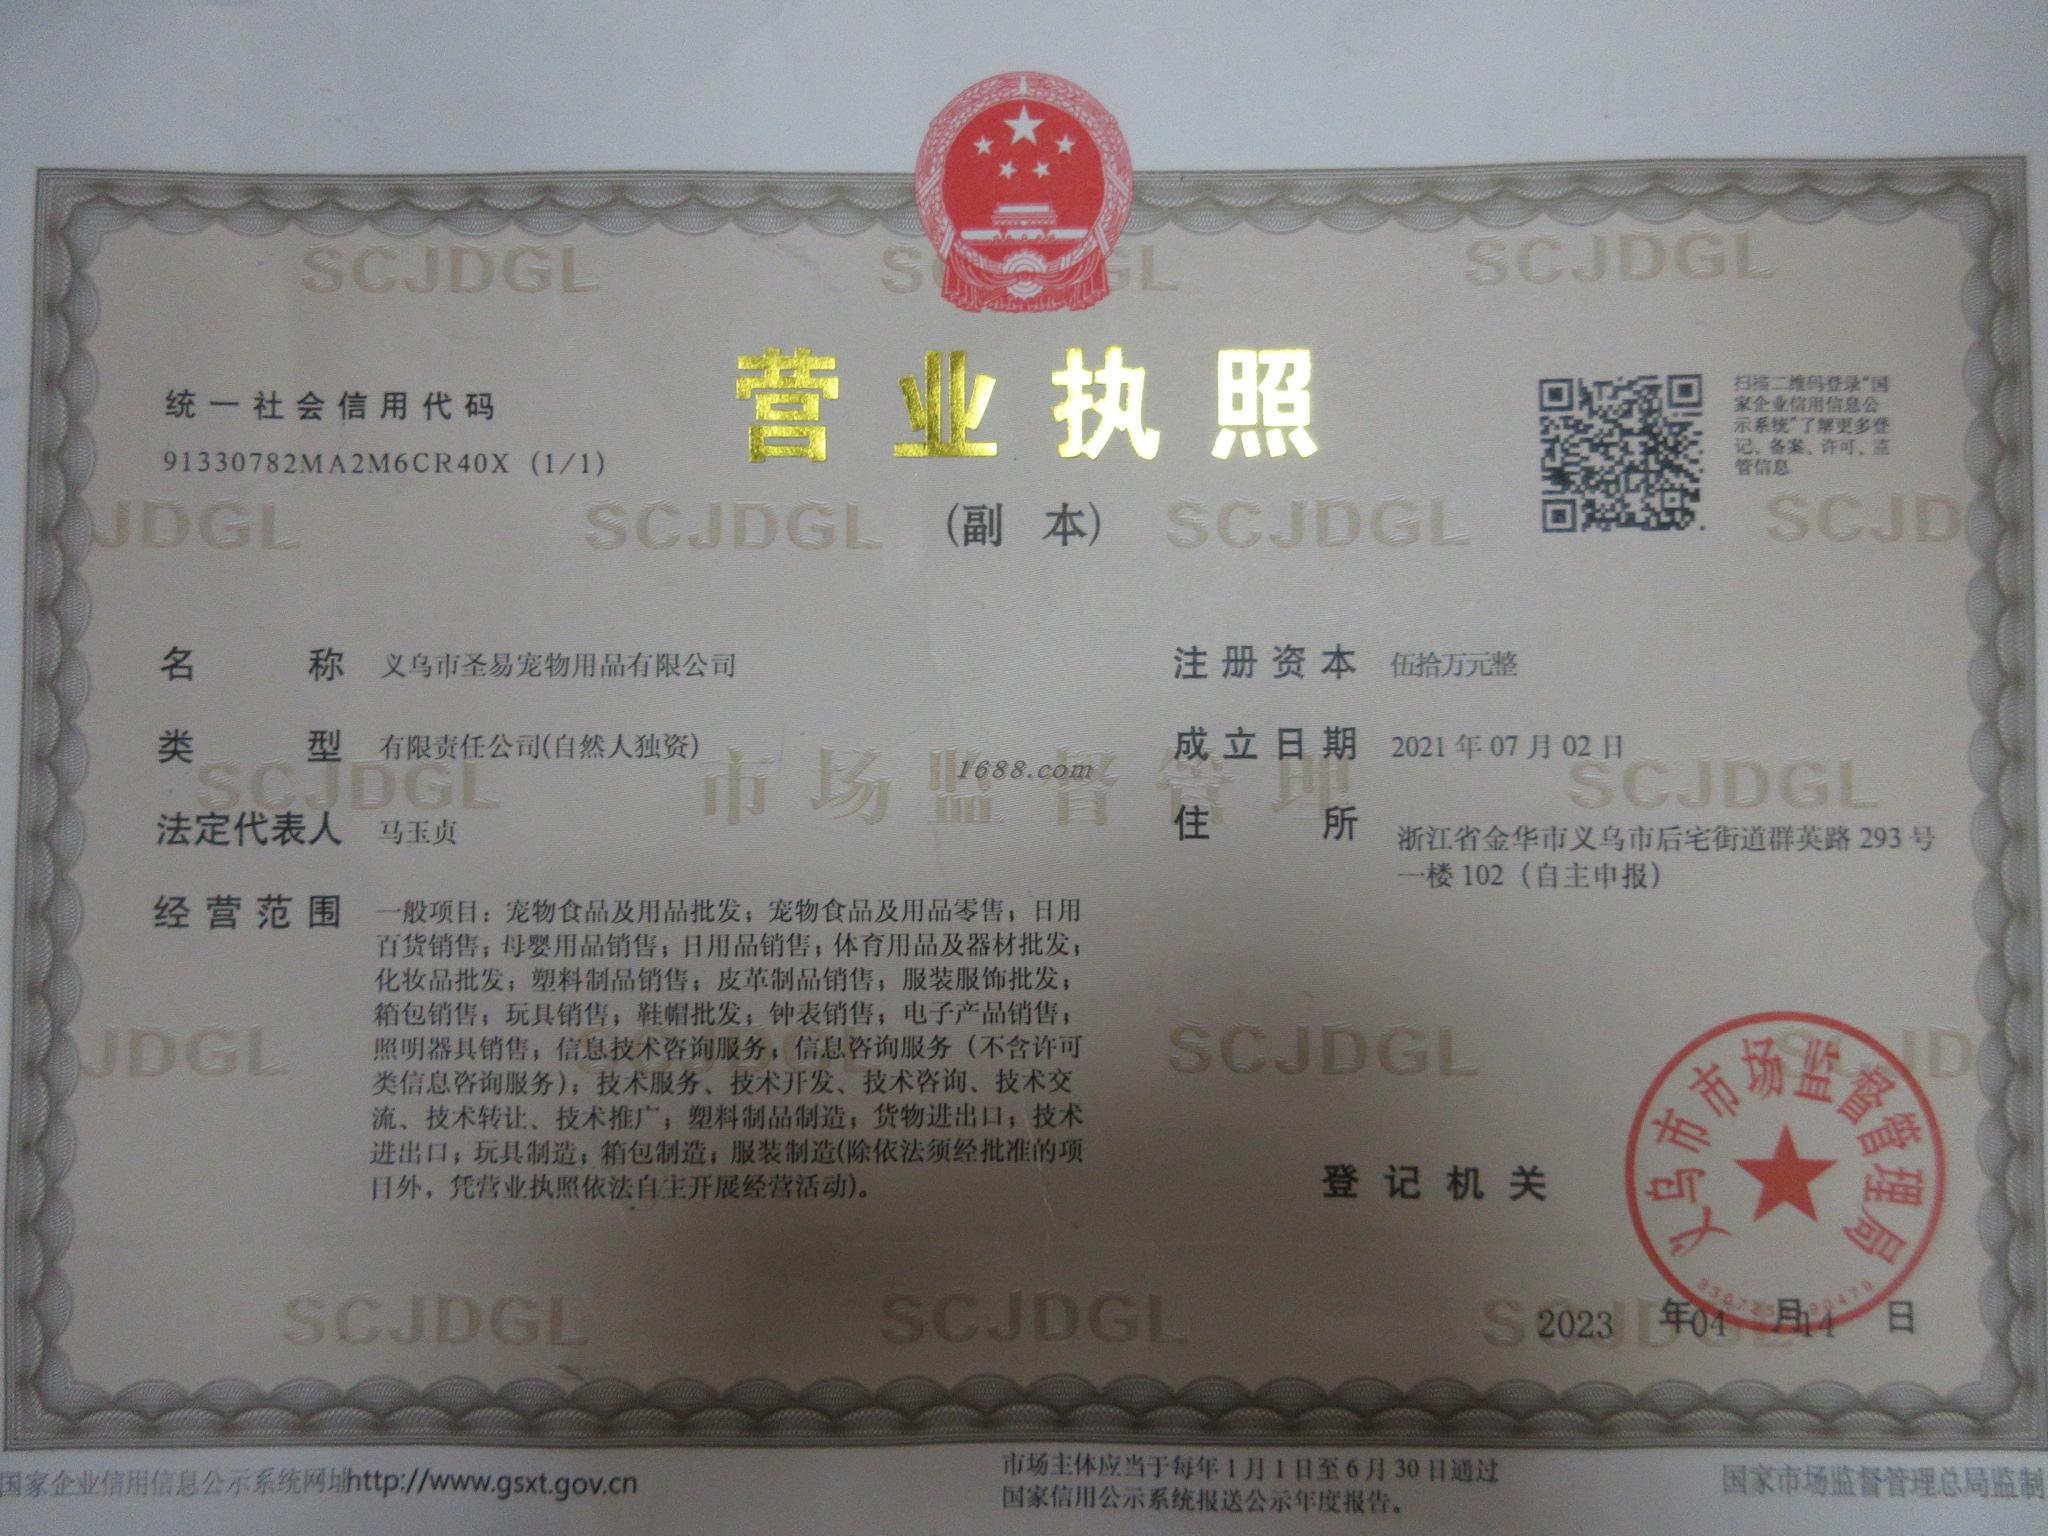 营业执照
(副 本)
统一社会信用代码
91330782MA2M6CR40X (1/1)
扫描二维码登录"国
家企业信用信息公
示系统"了解更多登
记、备案、许可、监
管信息
名 称 义乌市圣易宠物用品有限公司
类 型 有限责任公司(自然人独资)
法定代表人 马玉贞
经营范围 一般项目：宠物食品及用品批发；宠物食品及用品零售；日用
百货销售；母婴用品销售；日用品销售；体育用品及器材批发；
化妆品批发；塑料制品销售；皮革制品销售；服装服饰批发；
箱包销售；玩具销售；鞋帽批发；钟表销售；电子产品销售；
照明器具销售；信息技术咨询服务；信息咨询服务（不含许可
类信息咨询服务）；技术服务、技术开发、技术咨询、技术交
流、技术转让、技术推广；塑料制品制造；货物进出口；技术
进出口；玩具制造；箱包制造；服装制造(除依法须经批准的项
目外，凭营业执照依法自主开展经营活动)。
注册资本 伍拾万元整
成立日期 2021年07月02日
住 所 浙江省金华市义乌市后宅街道群英路293号
一楼102（自主申报）
1688.com
市场监督管理
SCJDGL
登记机关
义乌市市场监督管理局
2023 年04 月14 日
国家企业信用信息公示系统网址http://www.gsxt.gov.cn
市场主体应当于每年1月1日至6月30日通过
国家信用公示系统报送公示年度报告。
国家市场监督管理总局监制